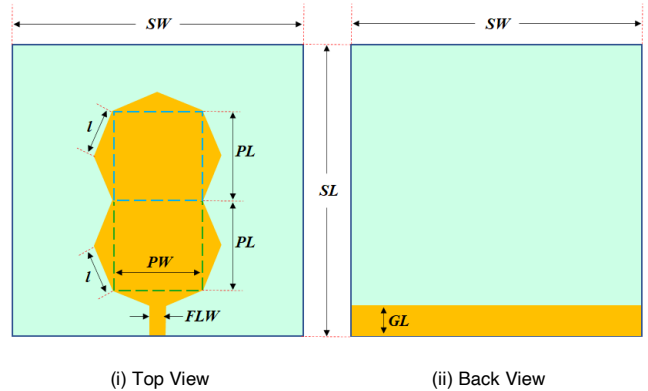 SW
SW
l
PL
SL
PL
PW
l
FLW
GL
(i) Top View
(ii) Back View